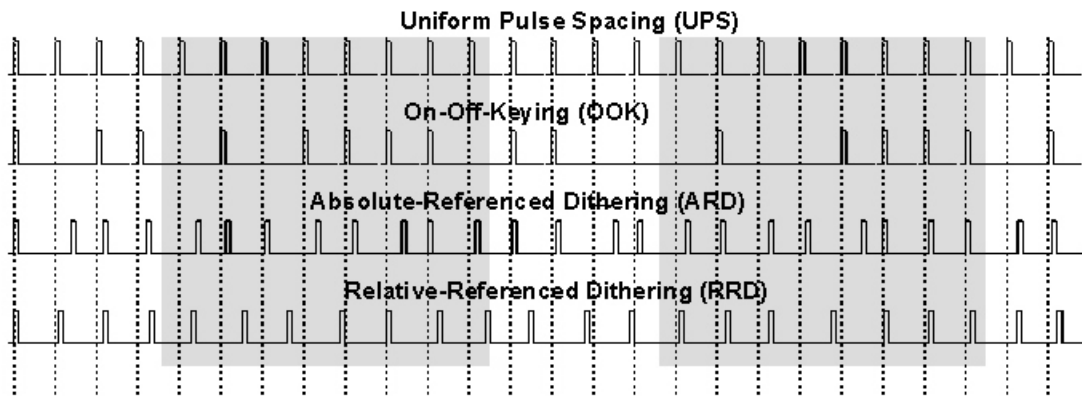 Uniform Pulse Spacing (UPS)
On-Off-Keying (OOK)
Absolute-Referenced Dithering (ARD)
Relative-Referenced Dithering (RRD)